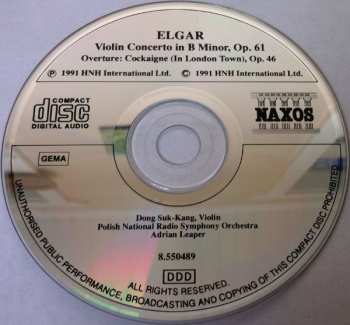 ELGAR
Violin Concerto in B Minor, Op. 61
Overture: Cockaigne (In London Town), Op. 46
℗ 1991 HNH International Ltd. © 1991 HNH International Ltd.
COMPACT
disc
DIGITAL AUDIO
NAXOS
GEMA
Dong Suk-Kang, Violin
Polish National Radio Symphony Orchestra
Adrian Leaper
8.550489
DDD
ALL RIGHTS RESERVED.
UNAUTHORISED PUBLIC PERFORMANCE, BROADCASTING AND COPYING OF THIS COMPACT DISC PROHIBITED.